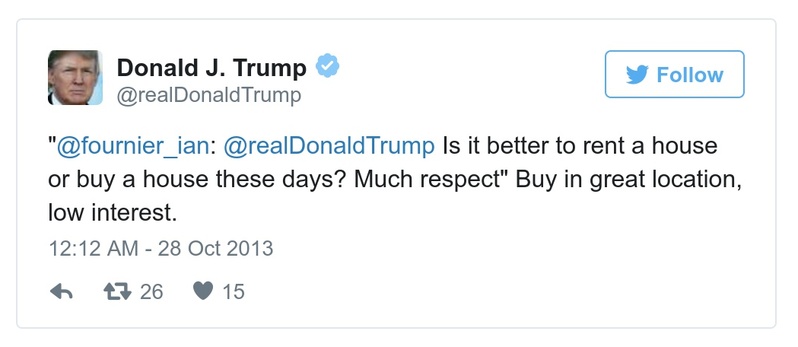 Donald J. Trump
@realDonaldTrump
Follow
"@fournier_ian: @realDonaldTrump Is it better to rent a house
or buy a house these days? Much respect" Buy in great location,
low interest.
12:12 AM - 28 Oct 2013
26 15